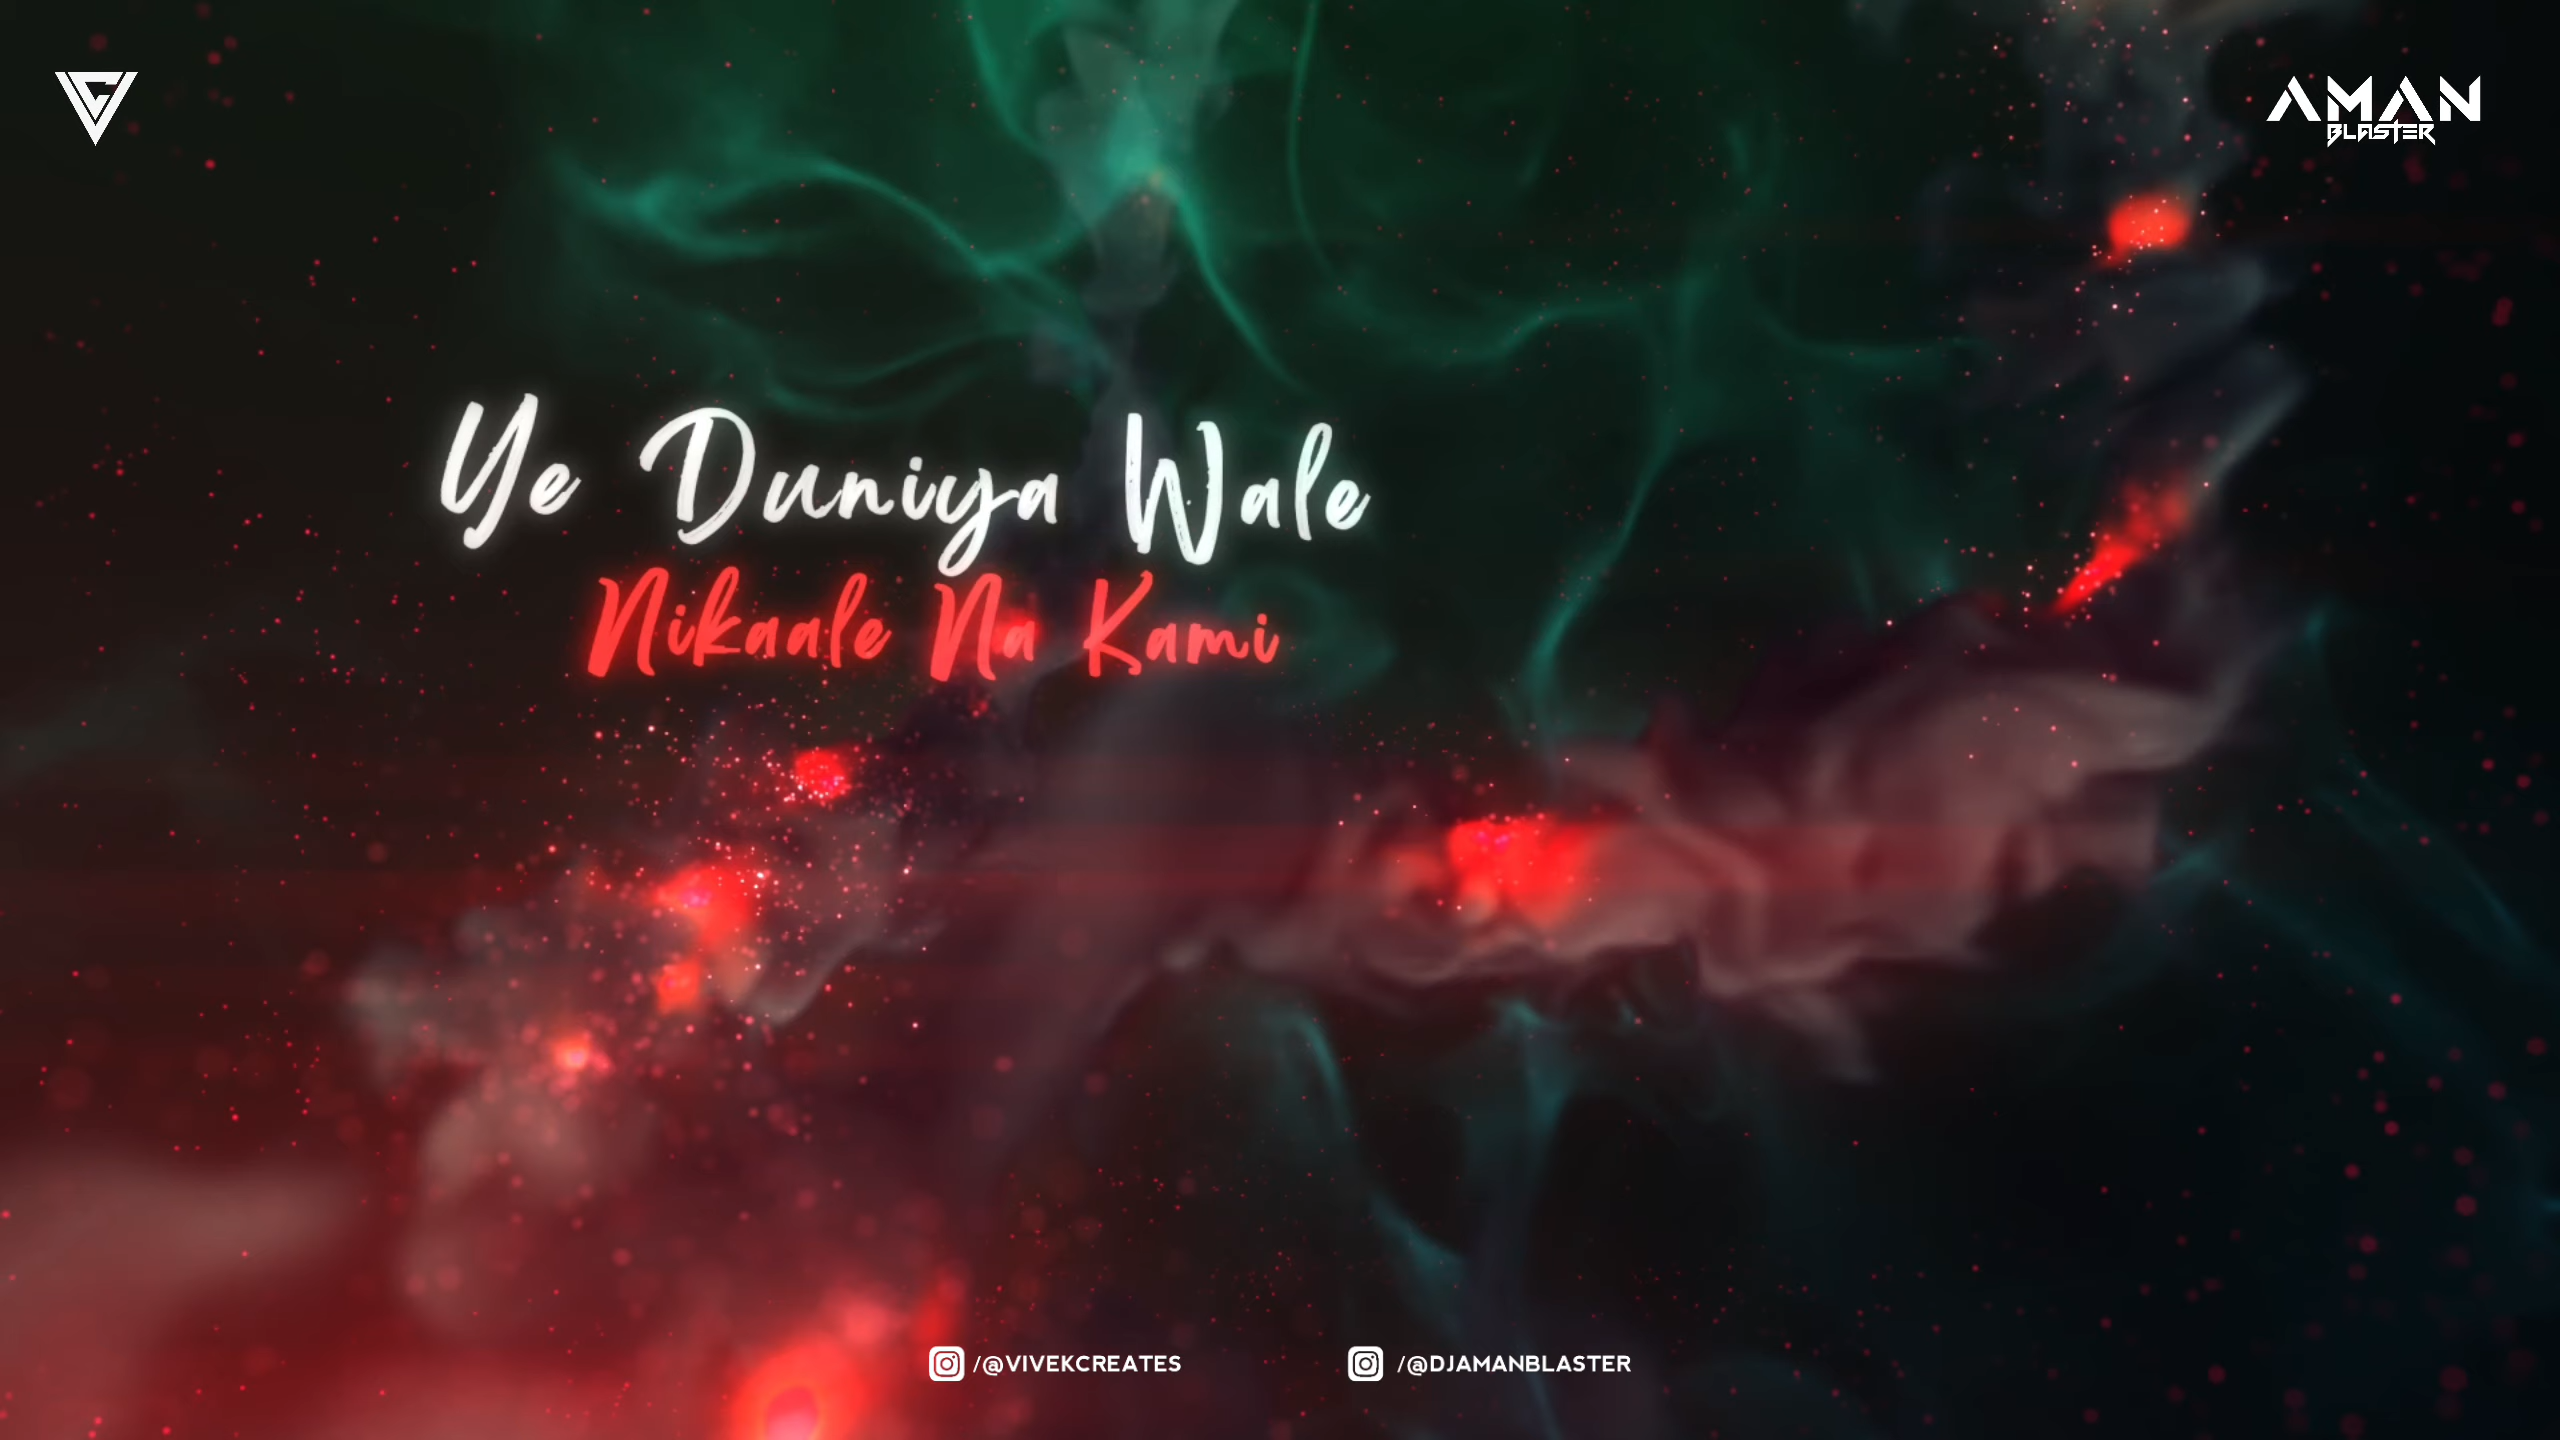 AMAN
BLASTER
Ye Duniya Wale
Nikaale Na Kami
/@VIVEKCREATES
/@DJAMANBLASTER